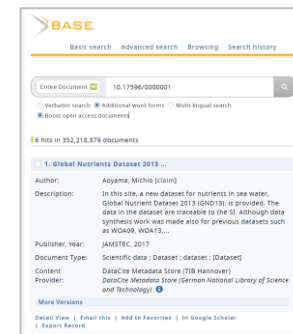 BASE
Basic search Advanced search Browsing Search history
Entire Document 10.17596/0000001
Verbatim search Additional word forms Multi-lingual search
Boost open access documents
6 hits in 352,218,879 documents
1. Global Nutrients Dataset 2013 ...
Author: Aoyama, Michio [claim]
Description: In this site, a new dataset for nutrients in sea water,
Global Nutrient Dataset 2013 (GND13), is provided. The
data in the dataset are traceable to the SI. Although data
synthesis work was made also for previous datasets such
as WOA09, WOA13,...
Publisher, Year: JAMSTEC, 2017
Document Type: Scientific data ; Dataset ; dataset ; [Dataset]
Content DataCite Metadata Store (TIB Hannover)
Provider: DataCite Metadata Store (German National Library of Science
and Technology)
More Versions
Detail View | Email this | Add to Favorites | In Google Scholar
| Export Record